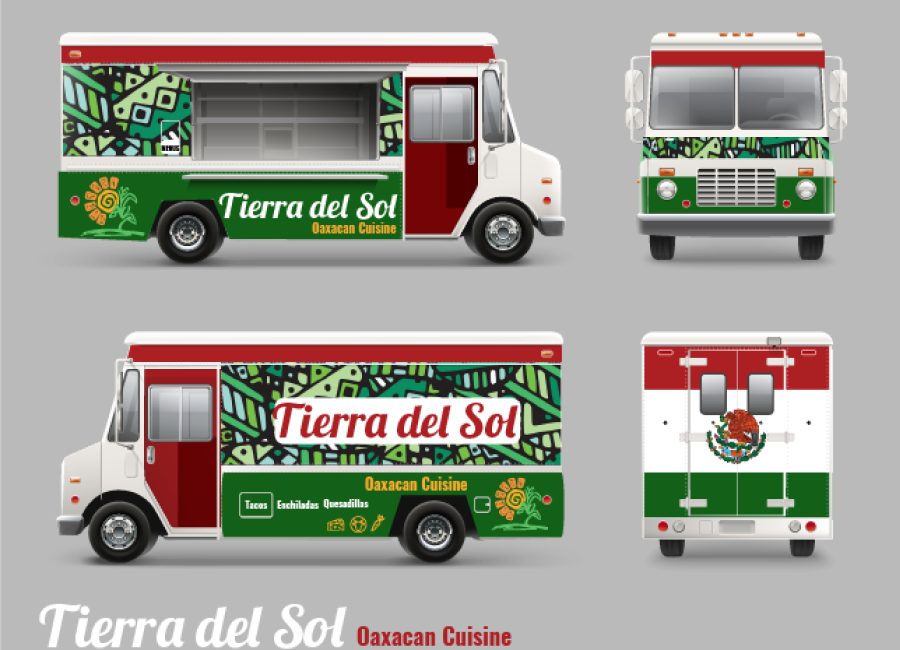 Tierra del Sol
Oaxacan Cuisine
Tierra del Sol
Oaxacan Cuisine
Tacos Enchiladas Quesadillas
Tierra del Sol Oaxacan Cuisine